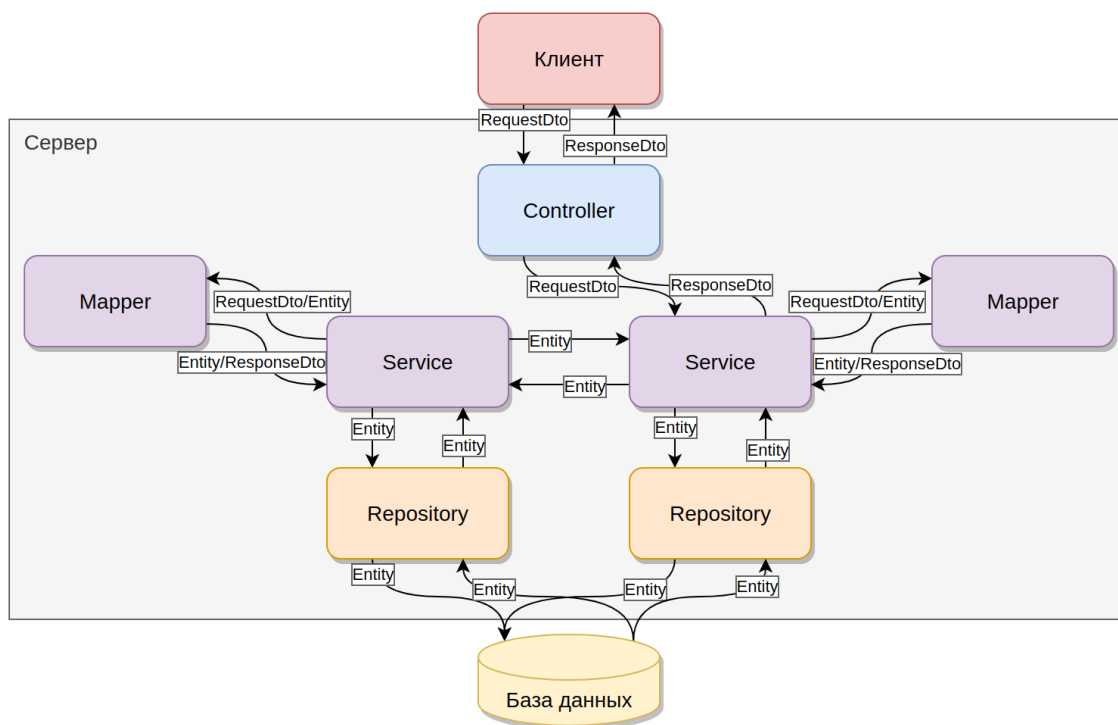 Клиент
RequestDto
Сервер
ResponseDto
Controller
Mapper
RequestDto
ResponseDto
Mapper
RequestDto/Entity
RequestDto/Entity
Entity
Entity/ResponseDto
Service
Service
Entity/ResponseDto
Entity
Entity
Entity
Entity
Entity
Repository
Repository
Entity
Entity
Entity
Entity
База данных